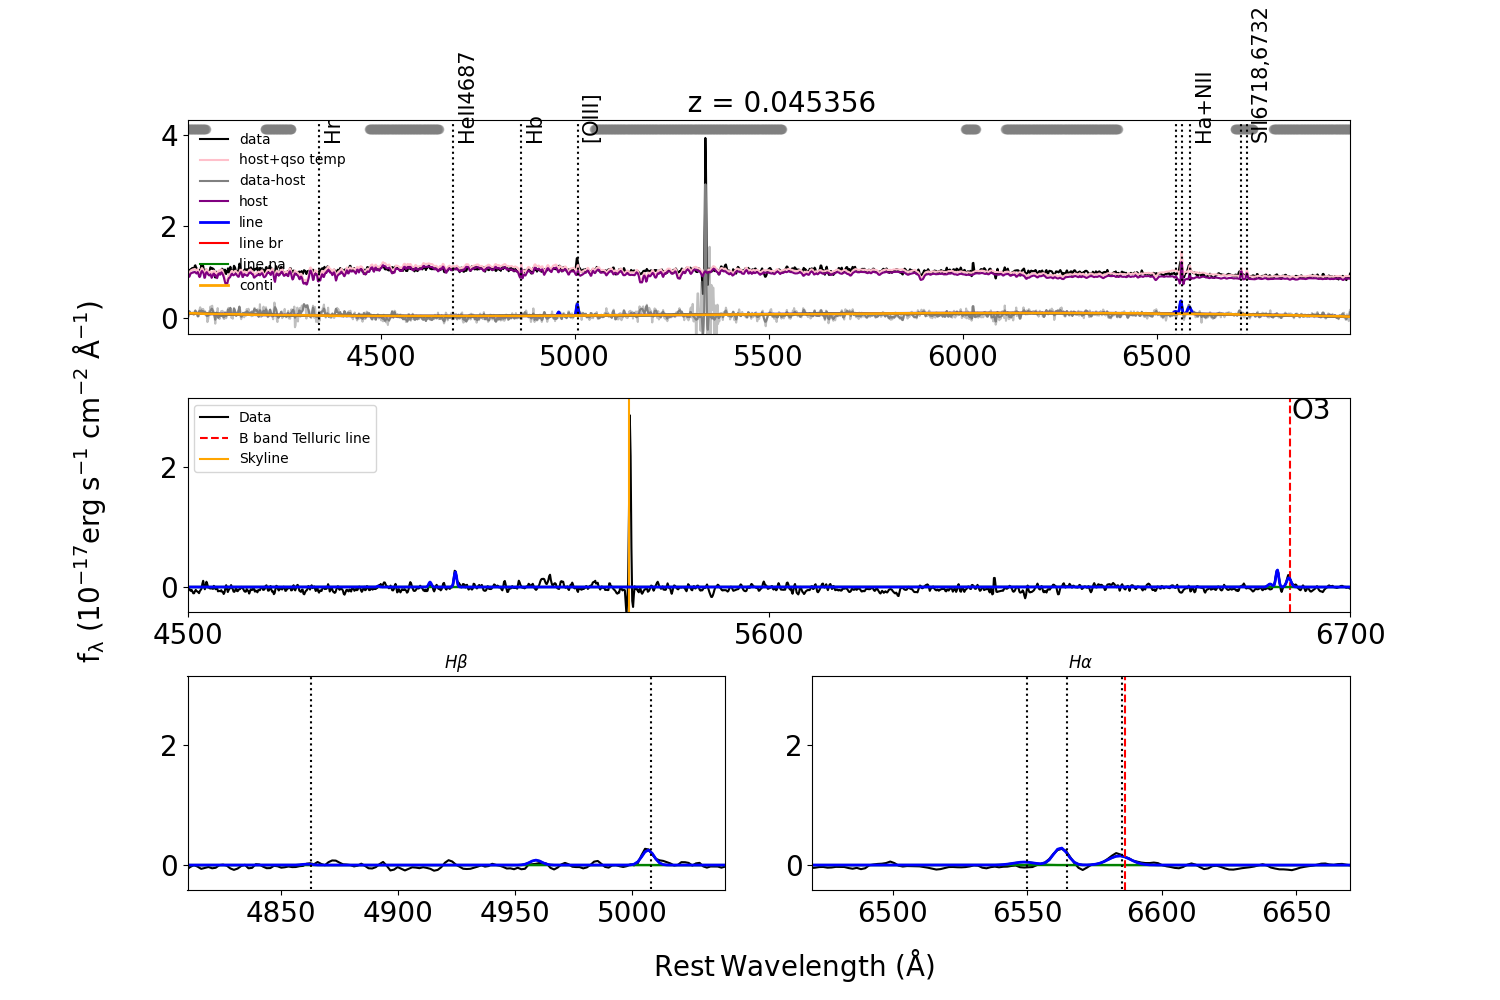 z = 0.045356
Hr
HeII4687
Hb
[OIII]
Ha+NII
SII6718,6732
data
host+qso temp
data-host
host
line
line br
line na
conti
4
2
0
4500
5000
5500
6000
6500
Data
B band Telluric line
Skyline
O3
2
0
4500
5600
6700
fλ (10−17erg s−1 cm−2 Å−1)
Hβ
2
0
4850
4900
4950
5000
Hα
2
0
6500
6550
6600
6650
Rest Wavelength (Å)